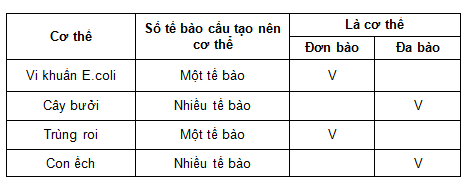 Cơ thể Số tế bào cấu tạo nên cơ thể Là cơ thể
Đơn bào Đa bào
Vi khuẩn E.coli Một tế bào V
Cây bưởi Nhiều tế bào V
Trùng roi Một tế bào V
Con ếch Nhiều tế bào V